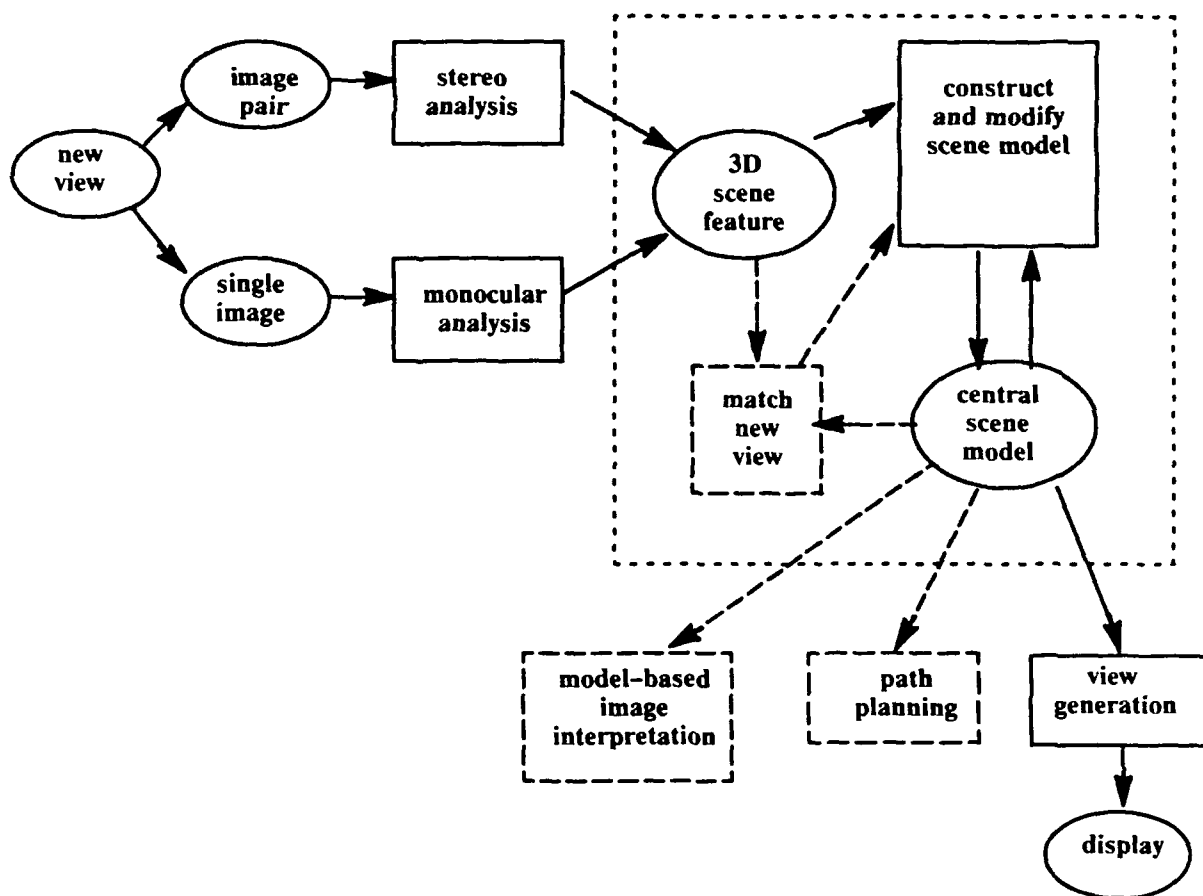 new
view
image
pair
stereo
analysis
single
image
monocular
analysis
3D
scene
feature
construct
and modify
scene model
match
new
view
central
scene
model
model-based
image
interpretation
path
planning
view
generation
display